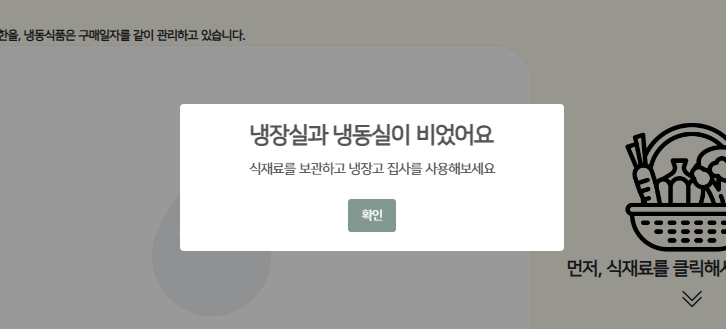 한을, 냉동식품은 구매일자를 같이 관리하고 있습니다.
냉장실과 냉동실이 비었어요
식재료를 보관하고 냉장고 집사를 사용해보세요
확인
먼저, 식재료를 클릭해